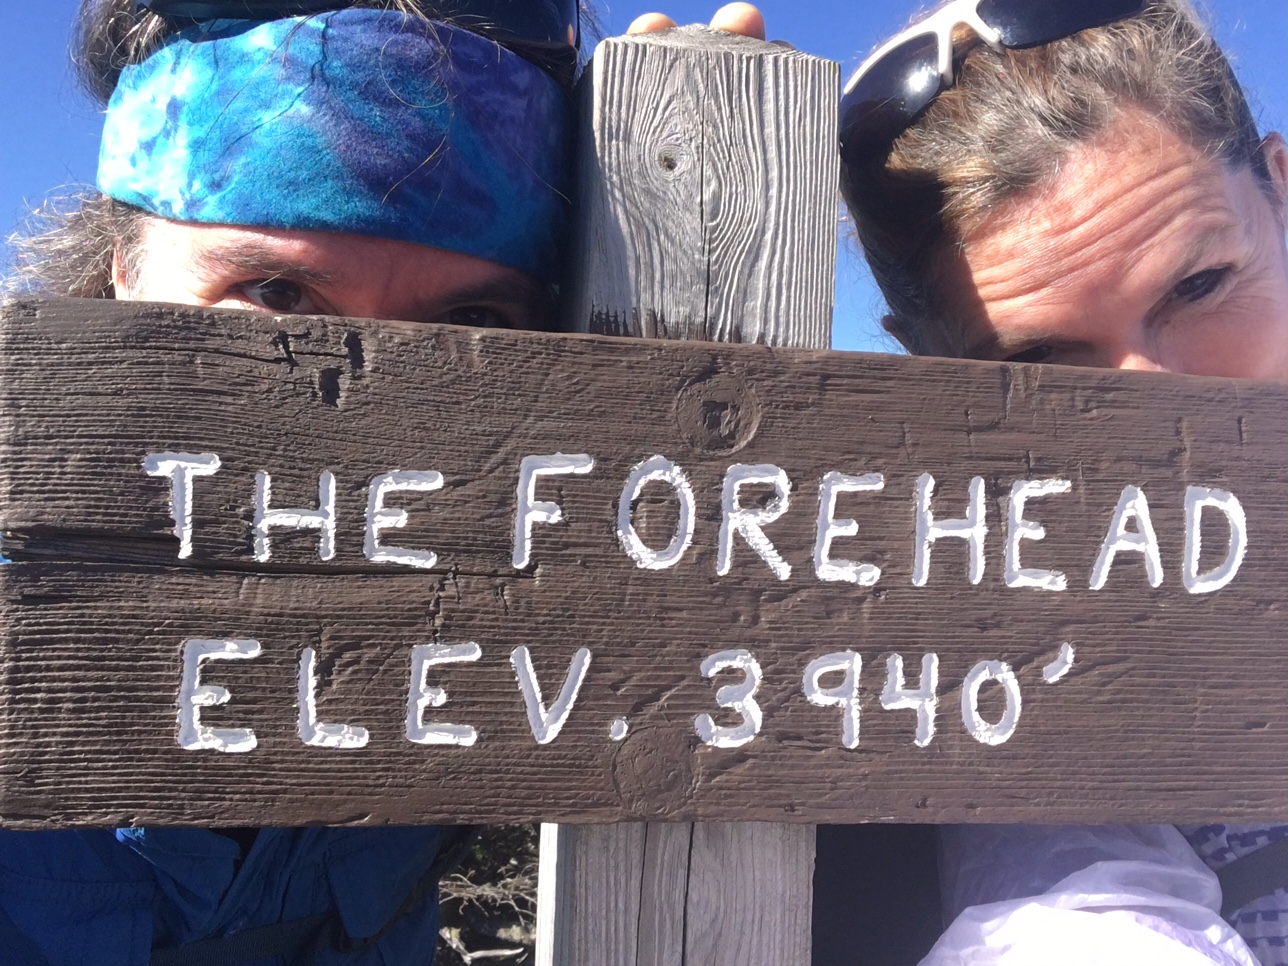 THE FOREHEAD
ELEV. 3940'